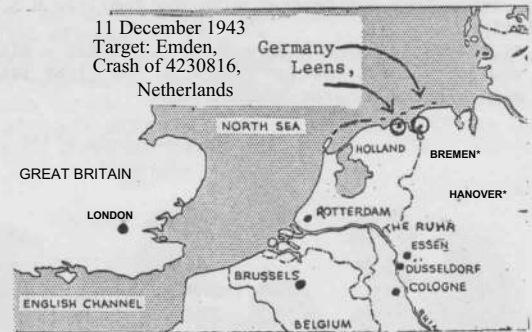 11 December 1943
Target: Emden,
Crash of 4230816,
Netherlands
Germany
Leens,
NORTH SEA
HOLLAND
BREMEN*
GREAT BRITAIN
HANOVER*
LONDON
ROTTERDAM
THE RUHR
ESSEN
DUSSELDORF
BRUSSELS
COLOGNE
ENGLISH CHANNEL
BELGIUM